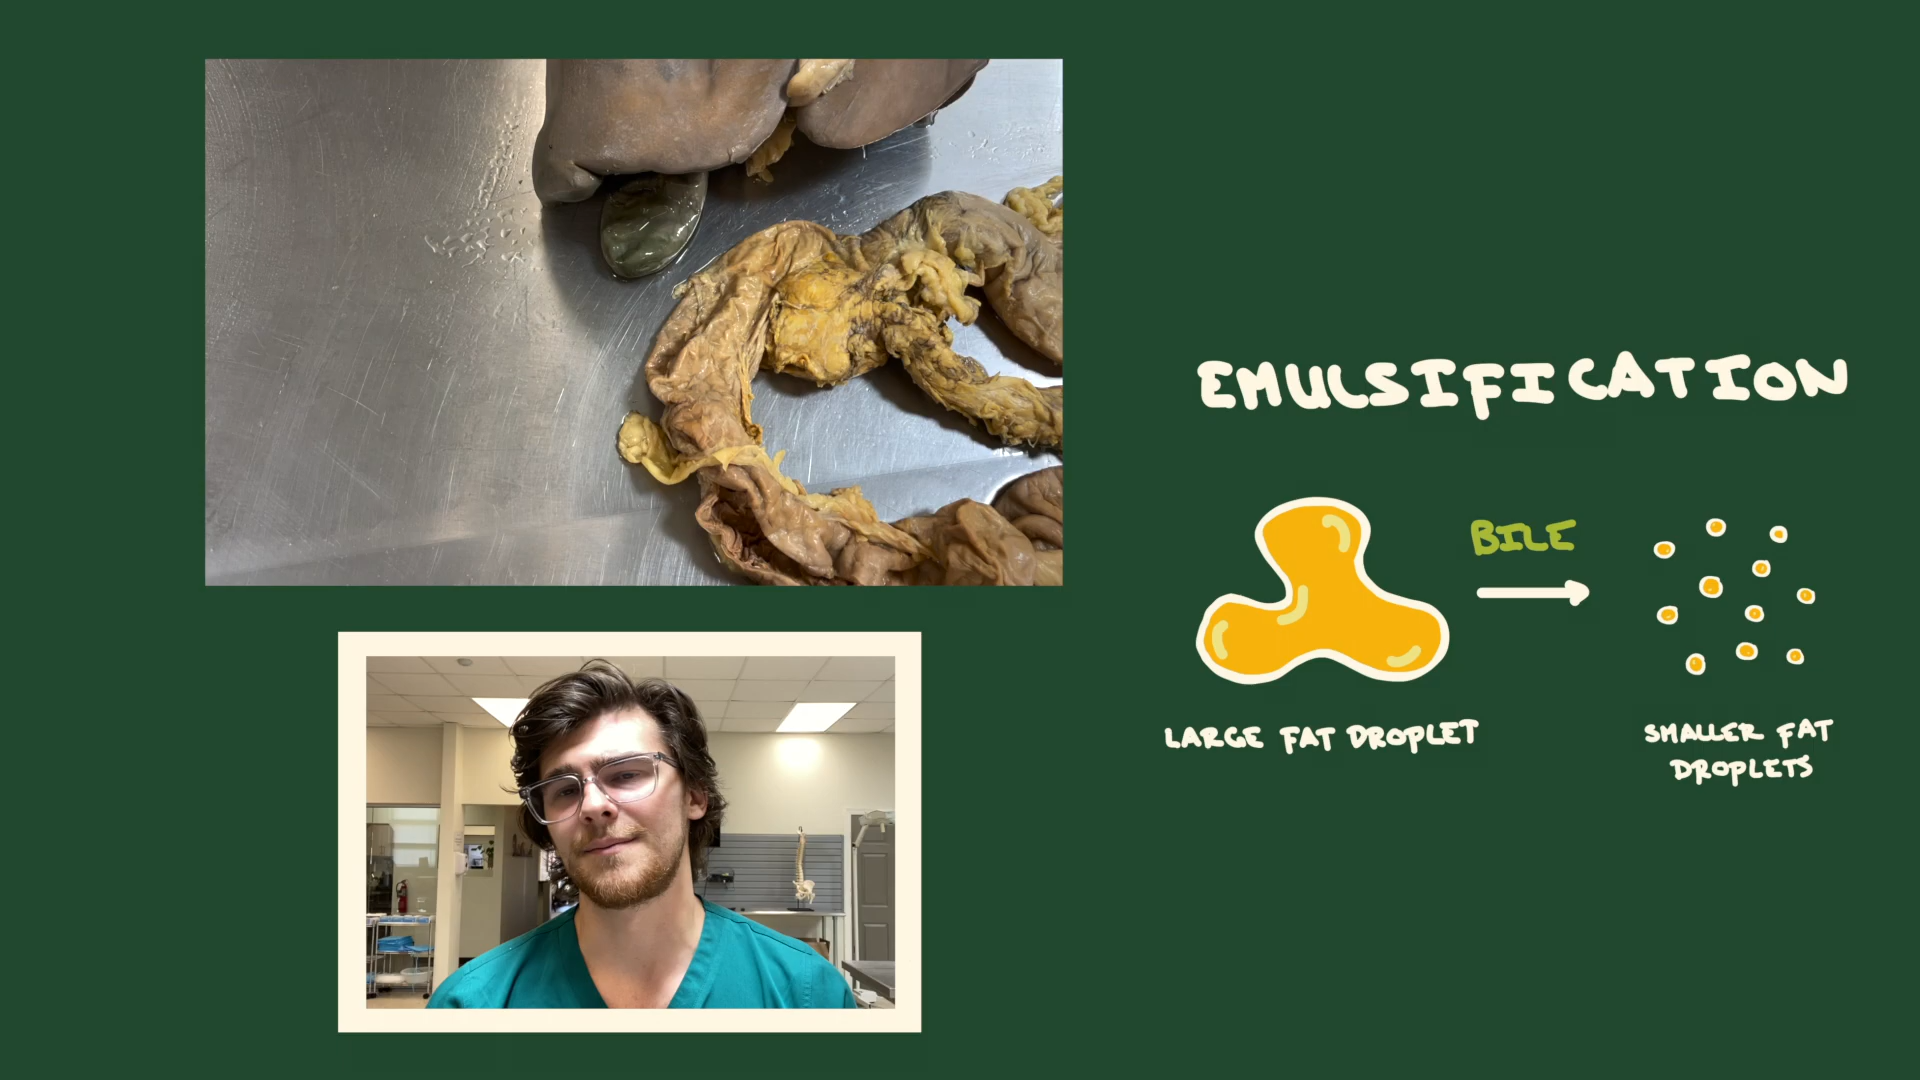 EMULSIFICATION
BILE
LARGE FAT DROPLET
SMALLER FAT
DROPLETS